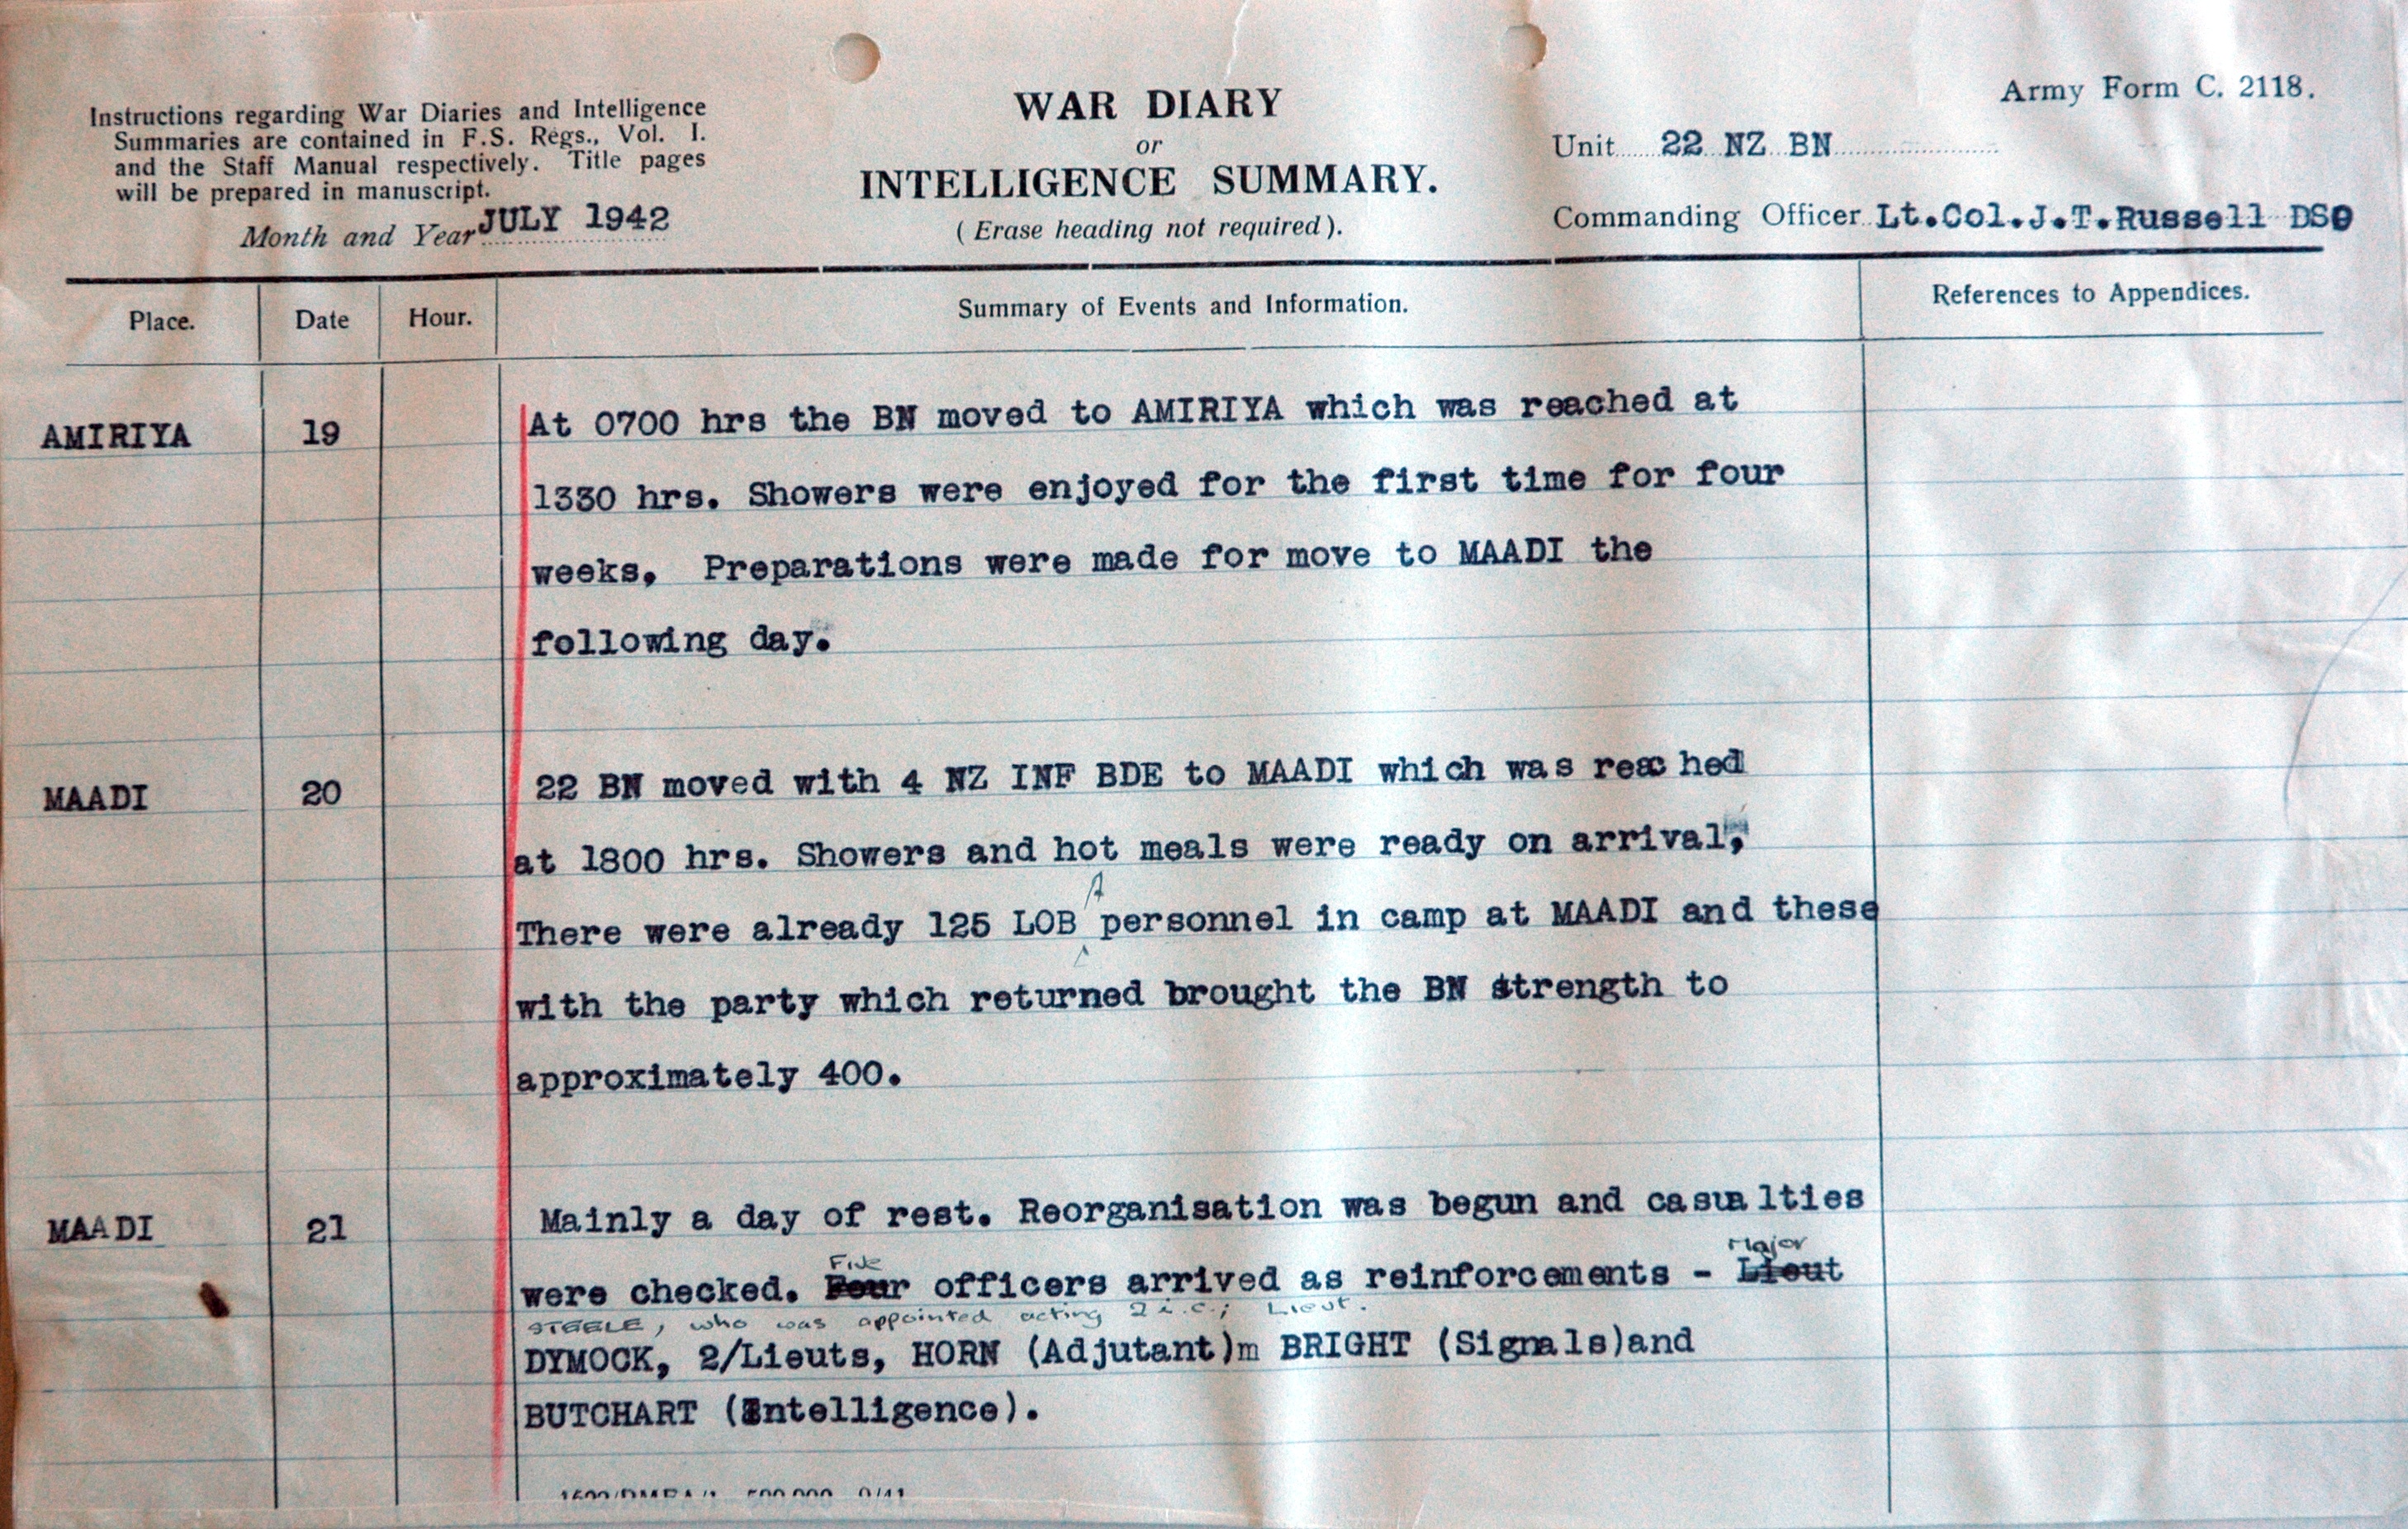 Instructions regarding War Diaries and Intelligence
Summaries are contained in F.S. Regs., Vol. I.
and the Staff Manual respectively. Title pages
will be prepared in manuscript.
Month and Year JULY 1942
WAR DIARY
or
INTELLIGENCE SUMMARY.
(Erase heading not required).
Army Form C. 2118.
Unit 22 NZ BN
Commanding Officer Lt.Col.J.T.Russell DSO
Place. Date Hour. Summary of Events and Information. References to Appendices.
AMIRIYA 19 At 0700 hrs the BN moved to AMIRIYA which was reached at
1330 hrs. Showers were enjoyed for the first time for four
weeks. Preparations were made for move to MAADI the
following day.
MAADI 20 22 BN moved with 4 NZ INF BDE to MAADI which was reac hed
at 1800 hrs. Showers and hot meals were ready on arrival,
There were already 125 LOB personnel in camp at MAADI and these
with the party which returned brought the BN strength to
approximately 400.
MAADI 21 Mainly a day of rest. Reorganisation was begun and casua lties
Five Major
were checked. Four officers arrived as reinforcements - Lieut
STEELE, who was appointed acting 2 i.c.; Lieut.
DYMOCK, 2/Lieuts, HORN (Adjutant)m BRIGHT (Signals)and
BUTCHART (Intelligence).